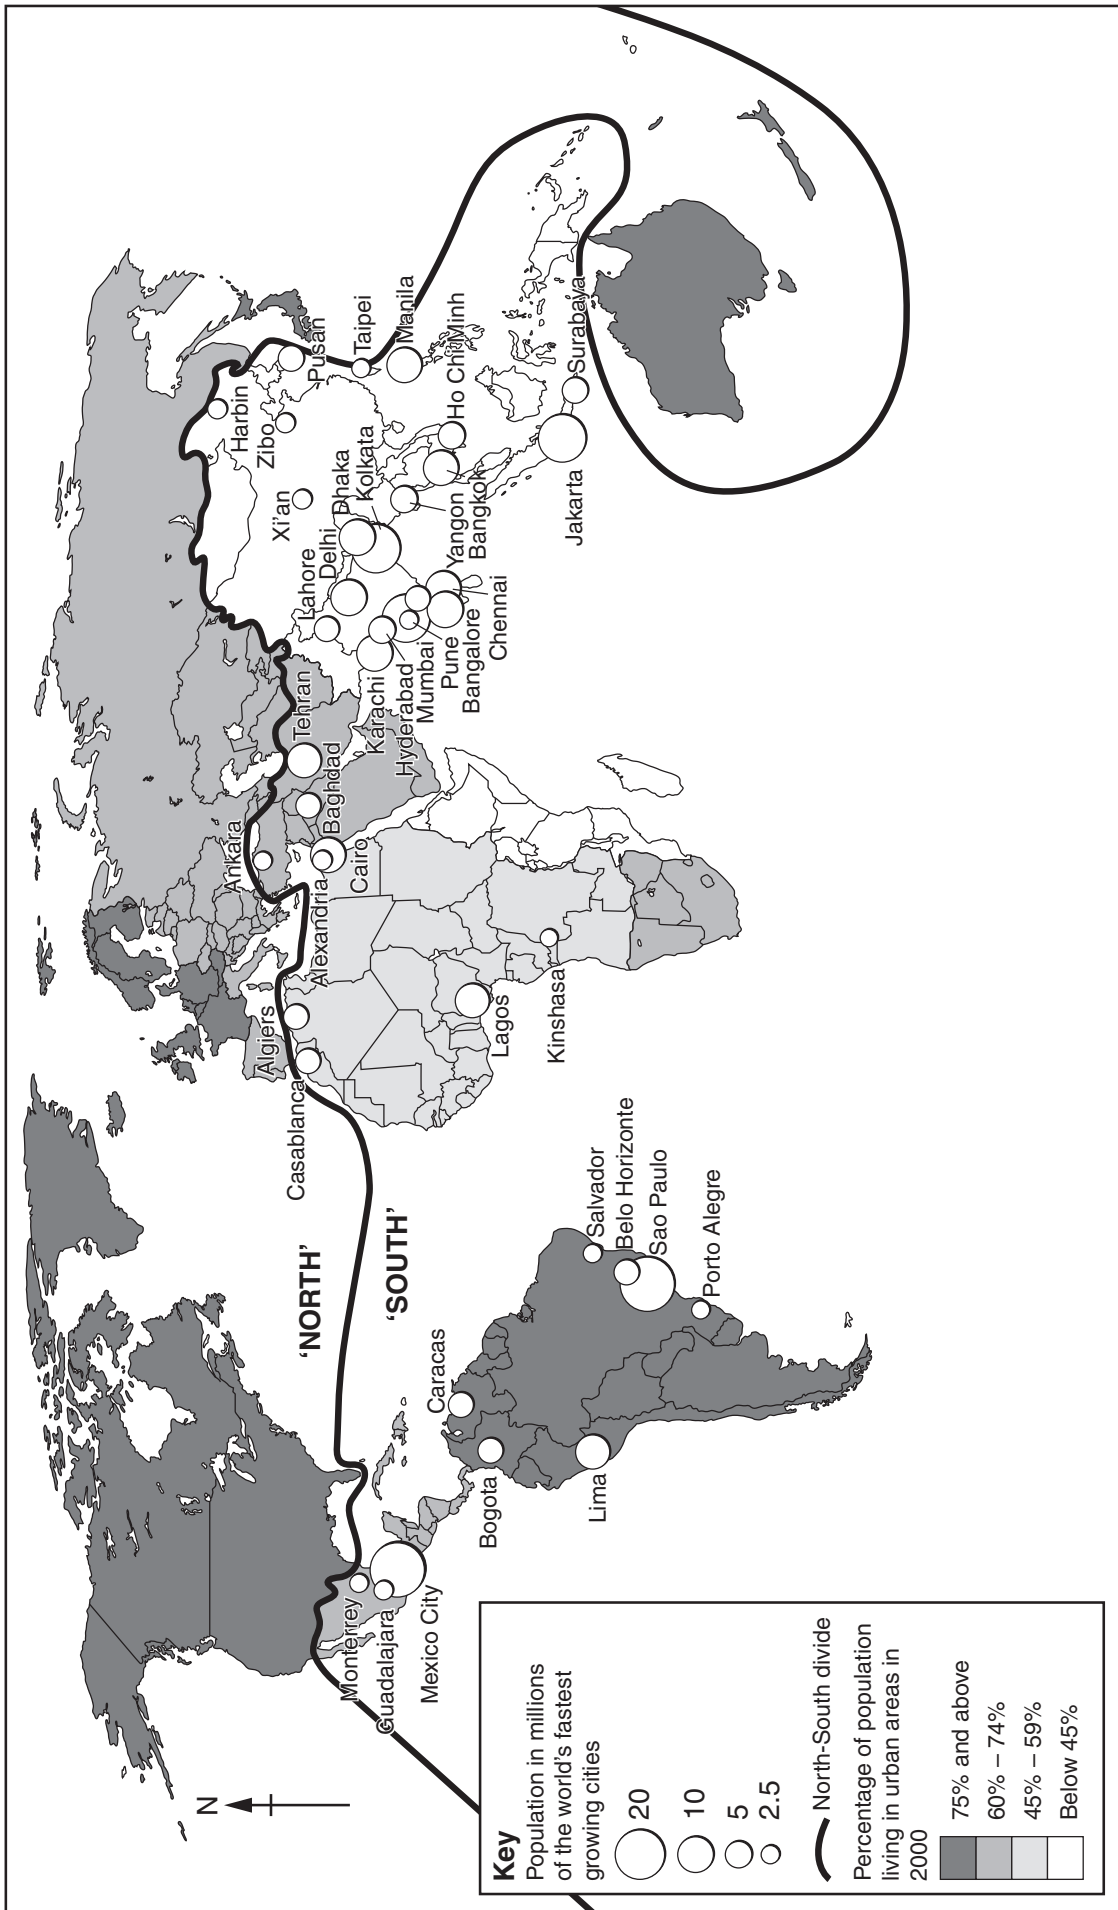 N
'NORTH'
'SOUTH'
Monterrey
Guadalajara
Mexico City
Caracas
Bogota
Lima
Salvador
Belo Horizonte
Sao Paulo
Porto Alegre
Casablanca
Algiers
Alexandria
Cairo
Lagos
Kinshasa
Ankara
Baghdad
Tehran
Karachi
Hyderabad
Mumbai
Pune
Bangalore
Chennai
Lahore
Delhi
Dhaka
Kolkata
Yangon
Bangkok
Xi'an
Zibo
Harbin
Pusan
Taipei
Manila
Ho Chi Minh
Jakarta
Surabaya
Key
Population in millions
of the world's fastest
growing cities
20
10
5
2.5
North-South divide
Percentage of population
living in urban areas in
2000
75% and above
60% – 74%
45% – 59%
Below 45%